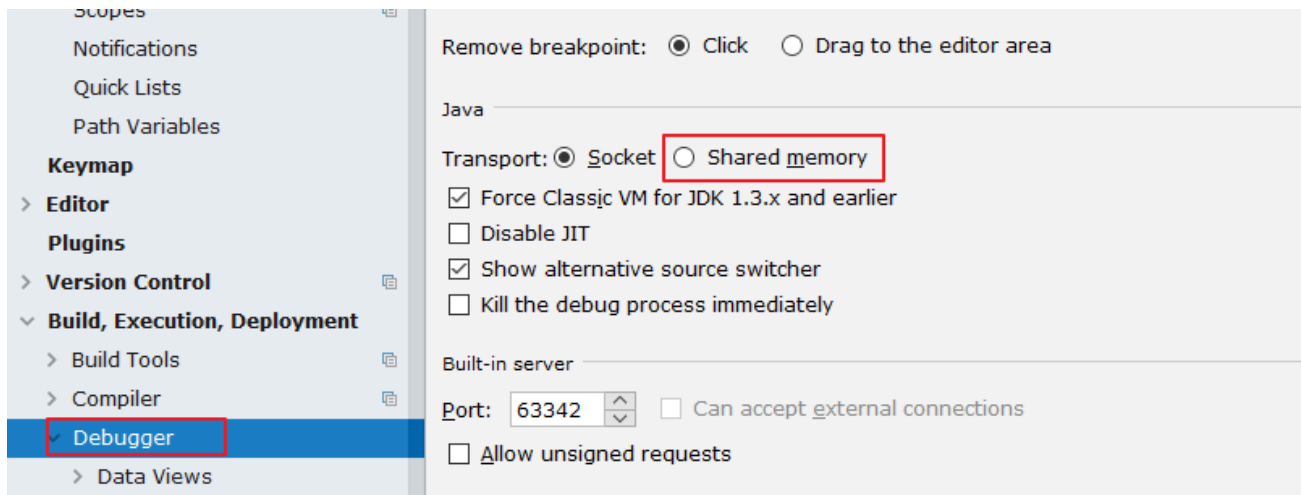 Scopes
Notifications
Quick Lists
Path Variables
Keymap
Editor
Plugins
Version Control
Build, Execution, Deployment
Build Tools
Compiler
Debugger
Data Views
Remove breakpoint: Click Drag to the editor area
Java
Transport: Socket Shared memory
Force Classic VM for JDK 1.3.x and earlier
Disable JIT
Show alternative source switcher
Kill the debug process immediately
Built-in server
Port: 63342 Can accept external connections
Allow unsigned requests